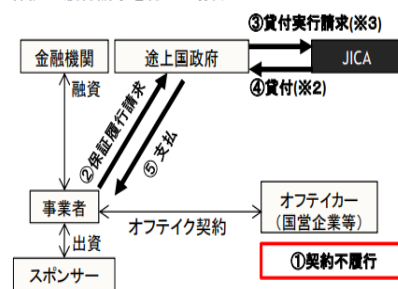 ③貸付実行請求(※3)
金融機関
途上国政府
JICA
④貸付(※2)
融資
②保証履行請求
⑤支払
事業者
オフテイク契約
オフテイカー
(国営企業等)
出資
①契約不履行
スポンサー